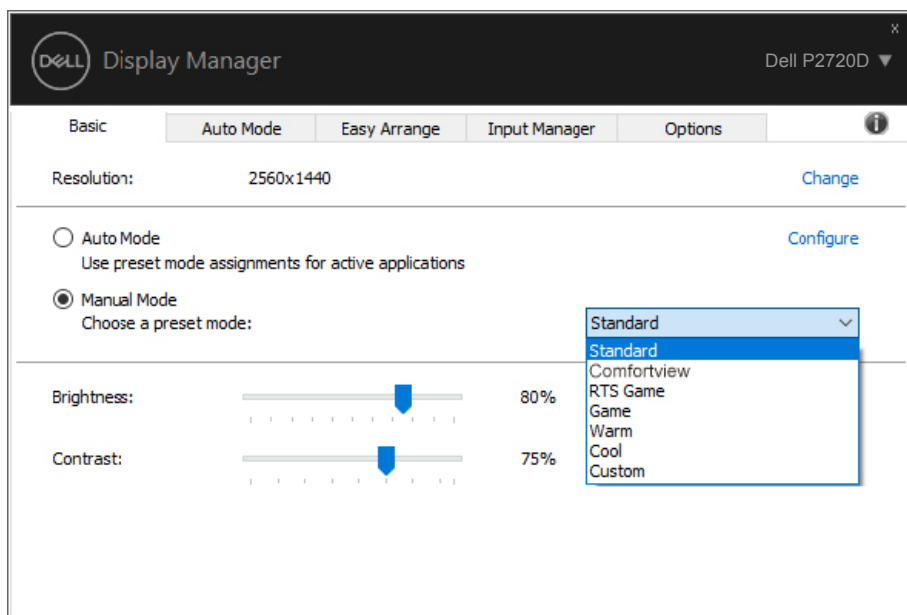 x
DELL Display Manager Dell P2720D ▼
Basic Auto Mode Easy Arrange Input Manager Options i
Resolution: 2560x1440 Change
Auto Mode Configure
Use preset mode assignments for active applications
Manual Mode
Choose a preset mode: Standard
Standard
Comfortview
RTS Game
Game
Warm
Cool
Custom
Brightness: 80%
Contrast: 75%